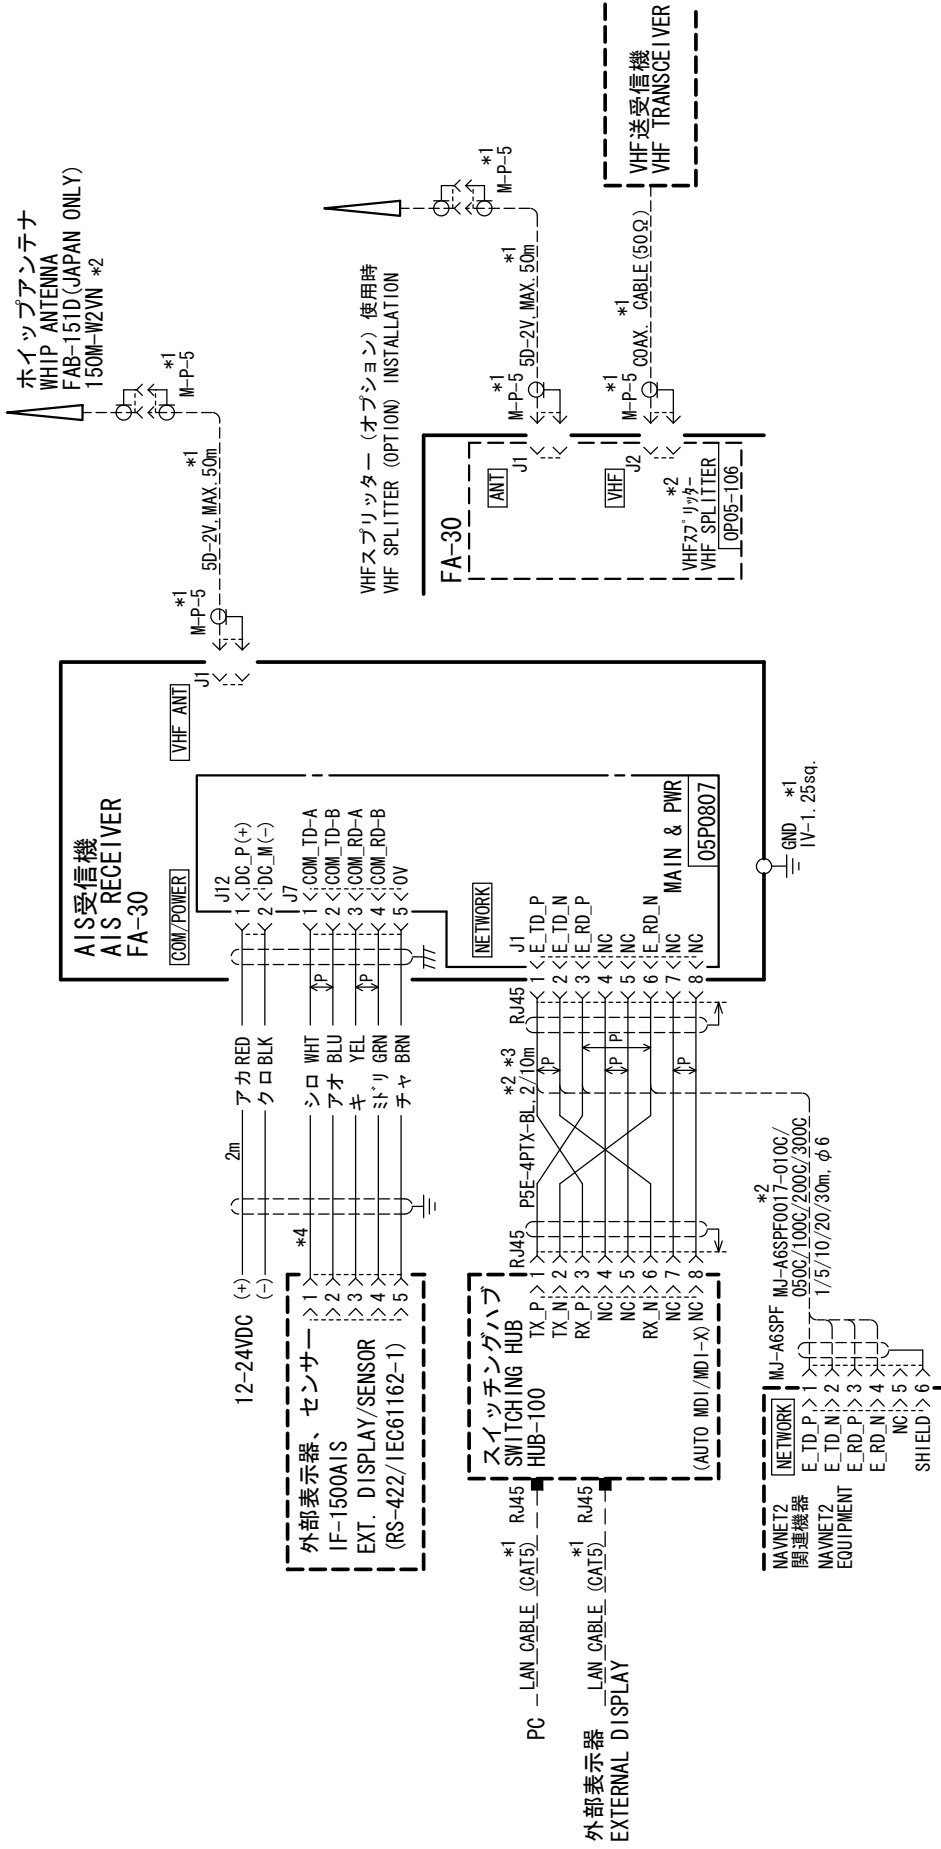 ホイップアンテナ
WHIP ANTENNA
FAB-151D(JAPAN ONLY)
150M-W2VN *2
*1
M-P-5
*1
5D-2V,MAX.50m
*1
M-P-5
AIS受信機
AIS RECEIVER
FA-30
VHF ANT
J1
COM/POWER
J12
1 DC_P(+)
2 DC_M(-)
J7
1 COM_TD-A
2 COM_TD-B
3 COM_RD-A
4 COM_RD-B
5 0V
NETWORK
J1
1 E_TD_P
2 E_TD_N
3 E_RD_P
4 NC
5 NC
6 E_RD_N
7 NC
8 NC
MAIN & PWR
05P0807
GND *1
IV-1.25sq.
12-24VDC (+)
(-)
2m
アカ RED
クロ BLK
*4
シロ WHT
アオ BLU
キ YEL
ミドリ GRN
チャ BRN
P
P
外部表示器、センサー
IF-1500AIS
EXT. DISPLAY/SENSOR
(RS-422/IEC61162-1)
1
2
3
4
5
RJ45
RJ45
*2 *3
P5E-4PTX-BL,2/10m
P
P
P
P
スイッチングハブ
SWITCHING HUB
HUB-100
(AUTO MDI/MDI-X)
TX_P 1
TX_N 2
RX_P 3
NC 4
NC 5
RX_N 6
NC 7
NC 8
RJ45
RJ45
PC
*1
LAN CABLE (CAT5)
外部表示器
EXTERNAL DISPLAY
*1
LAN CABLE (CAT5)
NAVNET2
関連機器
NAVNET2
EQUIPMENT
NETWORK
MJ-A6SPF
E_TD_P 1
E_TD_N 2
E_RD_P 3
E_RD_N 4
NC 5
SHIELD 6
*2
MJ-A6SPF0017-010C/
050C/100C/200C/300C
1/5/10/20/30m,φ6
VHFスプリッター（オプション）使用時
VHF SPLITTER (OPTION) INSTALLATION
FA-30
ANT
J1
VHF
J2
*2
VHFスプリッター
VHF SPLITTER
OP05-106
*1
M-P-5
*1
5D-2V,MAX.50m
*1
M-P-5
*1
M-P-5
*1
COAX. CABLE(50Ω)
VHF送受信機
VHF TRANSCEIVER